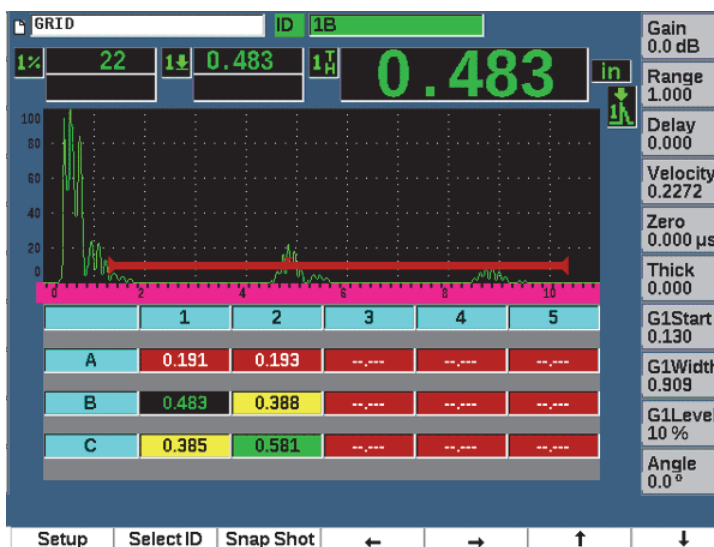 GRID ID 1B
1% 22 1 0.483 1TH 0.483 in
100
80
60
40
20
0
0 2 4 6 8 10
1 2 3 4 5
A 0.191 0.193 --.--- --.--- --.---
B 0.483 0.388 --.--- --.--- --.---
C 0.385 0.581 --.--- --.--- --.---
Gain
0.0 dB
Range
1.000
Delay
0.000
Velocity
0.2272
Zero
0.000 µs
Thick
0.000
G1Start
0.130
G1Width
0.909
G1Level
10 %
Angle
0.0 °
Setup Select ID Snap Shot ← → ↑ ↓